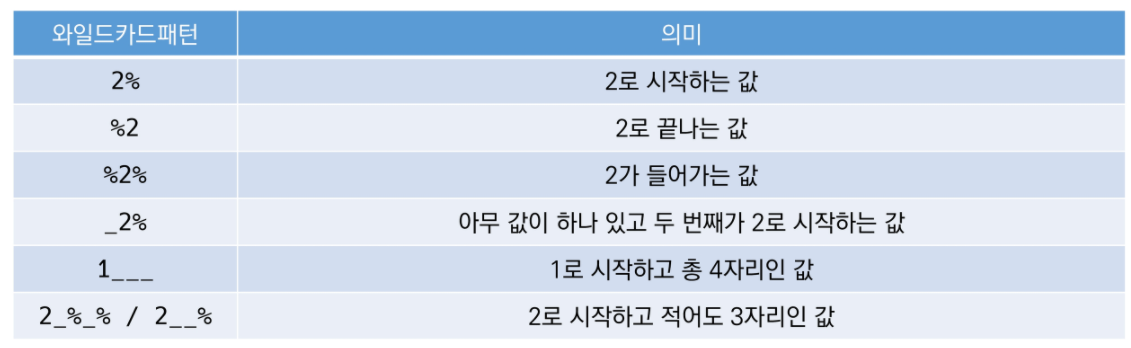 와일드카드패턴 의미
2% 2로 시작하는 값
%2 2로 끝나는 값
%2% 2가 들어가는 값
_2% 아무 값이 하나 있고 두 번째가 2로 시작하는 값
1___ 1로 시작하고 총 4자리인 값
2_%_% / 2__% 2로 시작하고 적어도 3자리인 값